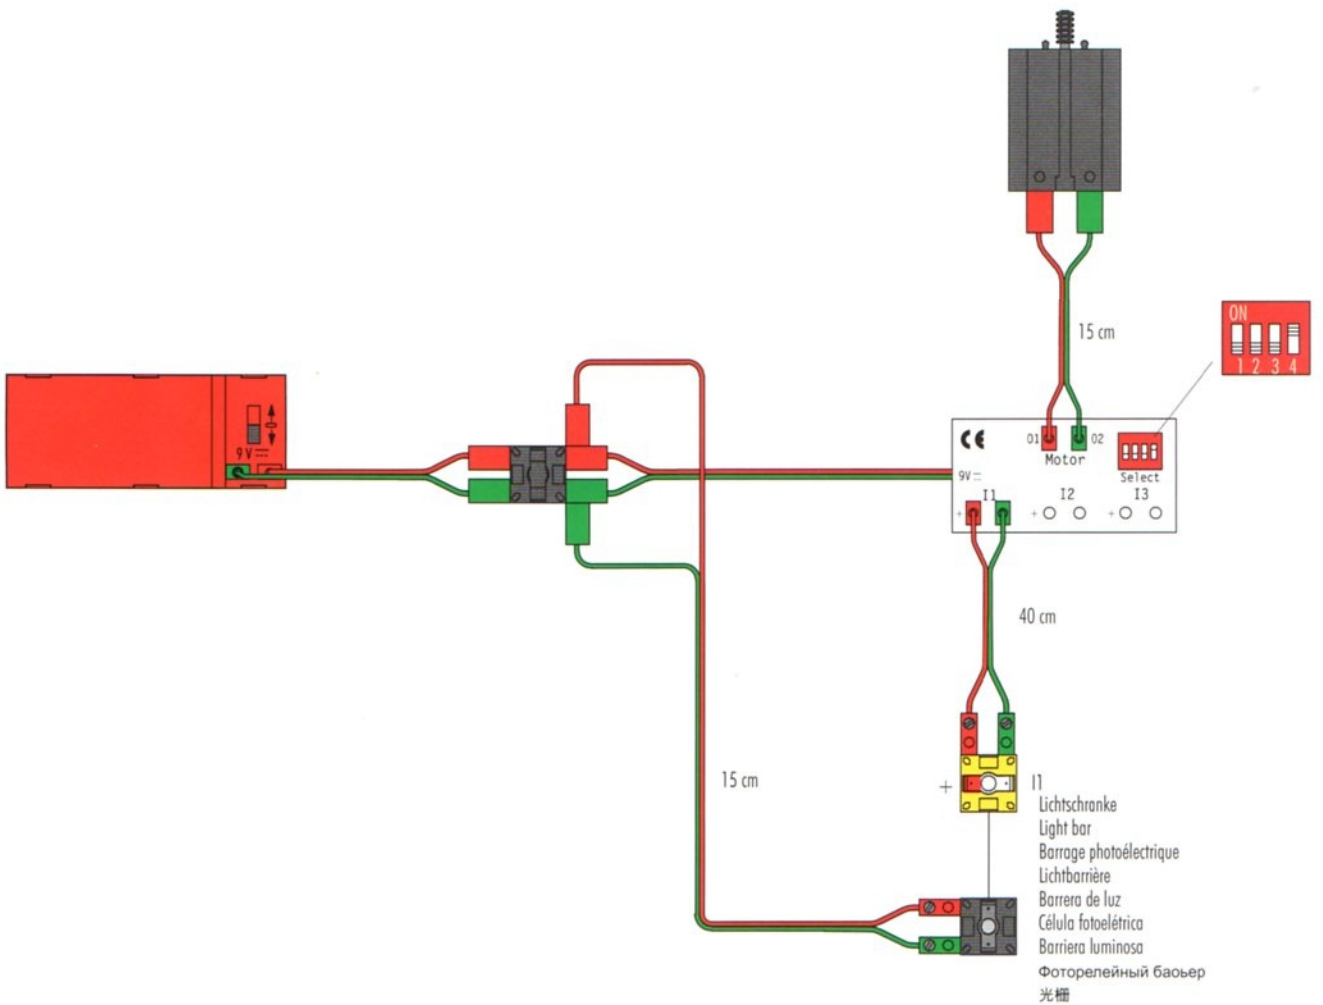 15 cm
ON
1 2 3 4
CE
O1
O2
Motor
9V
9V
Select
+ I1
+ I2
+ I3
40 cm
15 cm
+
I1
Lichtschranke
Light bar
Barrage photoélectrique
Lichtbarrière
Barrera de luz
Célula fotoelétrica
Barriera luminosa
Фоторелейный баоьер
光栅